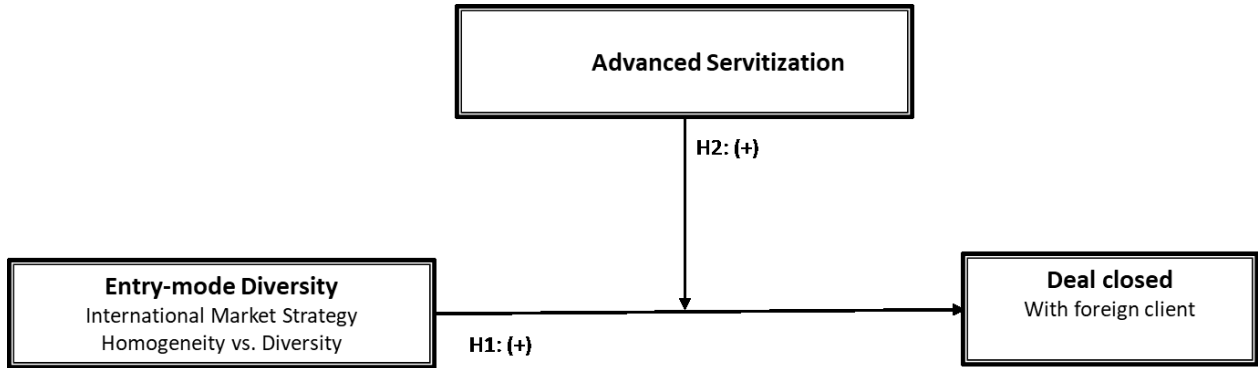 Advanced Servitization
H2: (+)
Entry-mode Diversity
International Market Strategy
Homogeneity vs. Diversity
H1: (+)
Deal closed
With foreign client